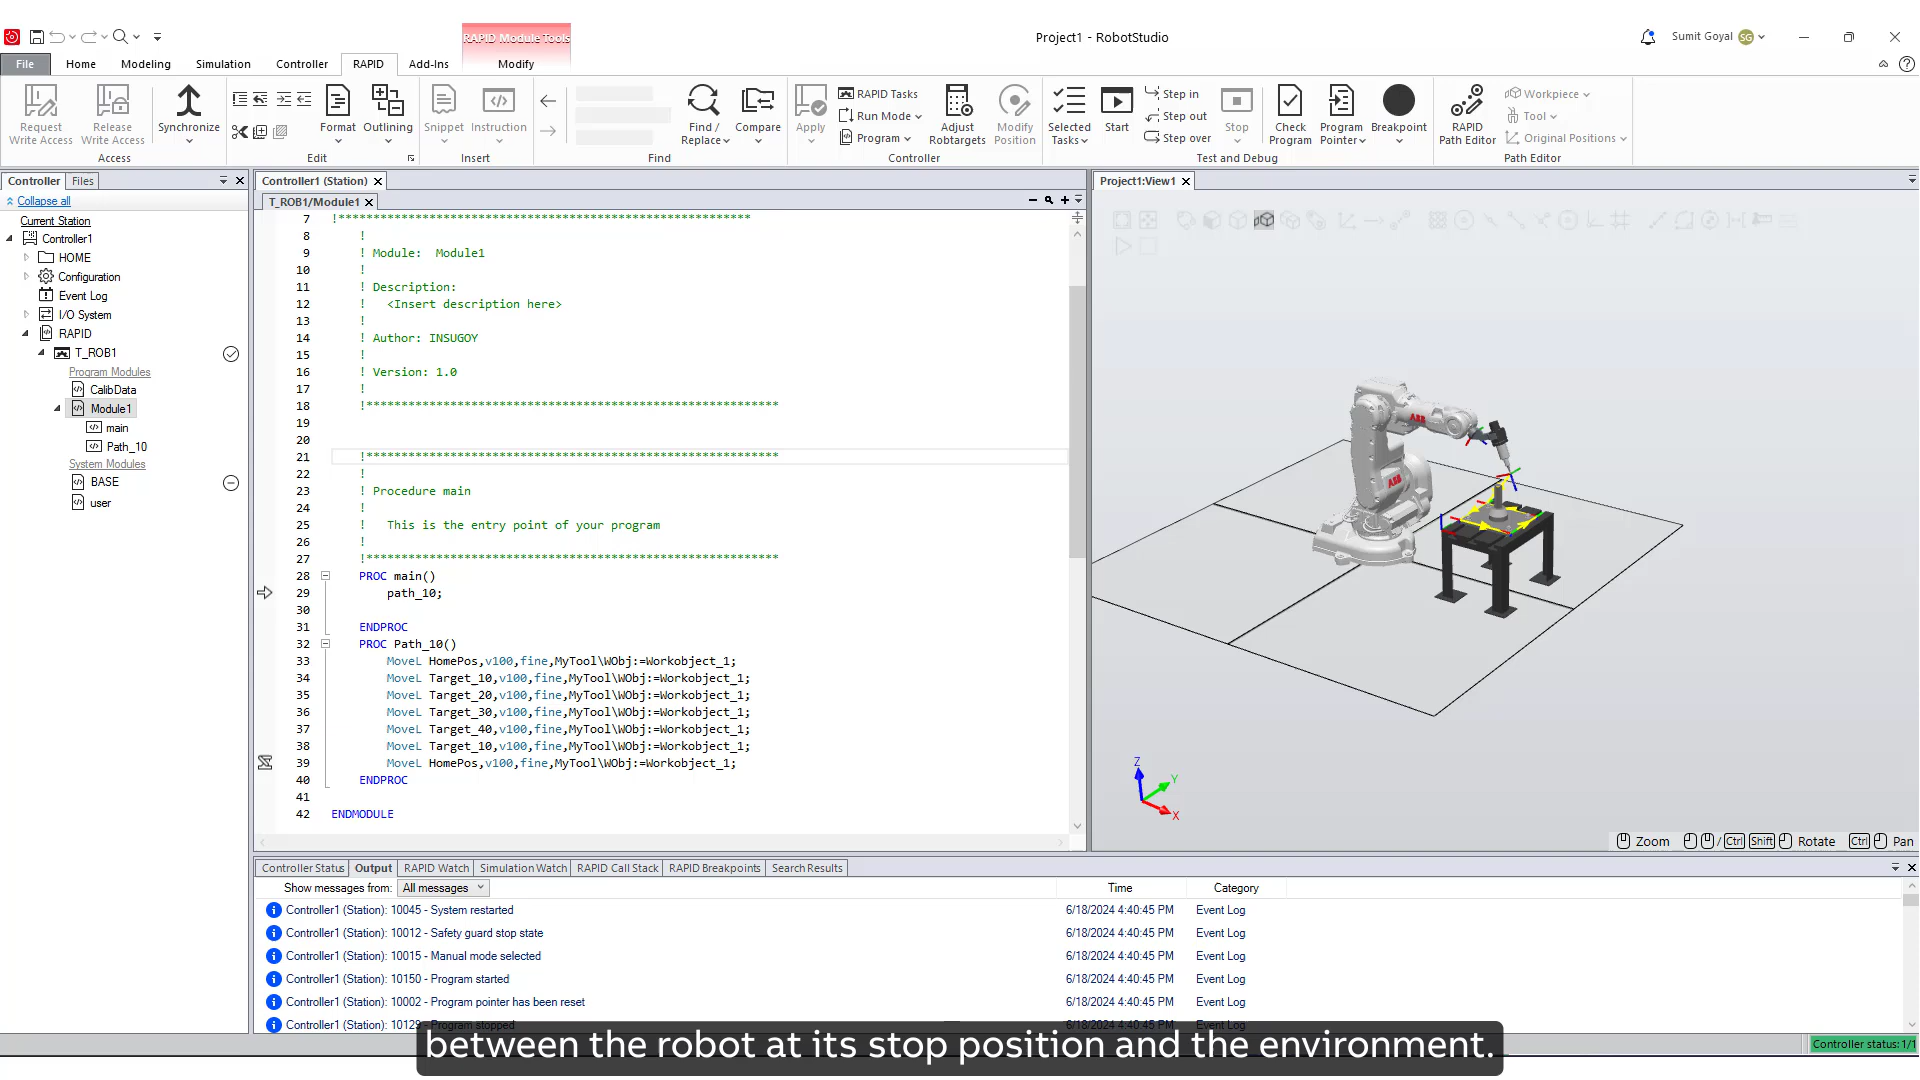 RAPID Module Tools
Project1 - RobotStudio
Sumit Goyal SG
File Home Modeling Simulation Controller RAPID Add-Ins Modify
Request Write Access
Release Write Access
Synchronize
Access
Format
Outlining
Edit
Snippet
Instruction
Insert
Find / Replace
Compare
Find
Apply
RAPID Tasks
Run Mode
Program
Adjust Robtargets
Modify Position
Controller
Selected Tasks
Start
Step in
Step out
Step over
Stop
Check Program
Program Pointer
Breakpoint
Test and Debug
RAPID Path Editor
Workpiece
Tool
Original Positions
Path Editor
Controller Files
Collapse all
Current Station
Controller1
HOME
Configuration
Event Log
I/O System
RAPID
T_ROB1
Program Modules
CalibData
Module1
main
Path_10
System Modules
BASE
user
Controller1 (Station)
T_ROB1/Module1
7 !**********************************************************
8 !
9 ! Module:  Module1
10 !
11 ! Description:
12 !   <Insert description here>
13 !
14 ! Author: INSUGOY
15 !
16 ! Version: 1.0
17 !
18 !**********************************************************
19
20
21 !**********************************************************
22 !
23 ! Procedure main
24 !
25 !   This is the entry point of your program
26 !
27 !**********************************************************
28 PROC main()
29 path_10;
30
31 ENDPROC
32 PROC Path_10()
33 MoveL HomePos,v100,fine,MyTool\WObj:=Workobject_1;
34 MoveL Target_10,v100,fine,MyTool\WObj:=Workobject_1;
35 MoveL Target_20,v100,fine,MyTool\WObj:=Workobject_1;
36 MoveL Target_30,v100,fine,MyTool\WObj:=Workobject_1;
37 MoveL Target_40,v100,fine,MyTool\WObj:=Workobject_1;
38 MoveL Target_10,v100,fine,MyTool\WObj:=Workobject_1;
39 MoveL HomePos,v100,fine,MyTool\WObj:=Workobject_1;
40 ENDPROC
41
42 ENDMODULE
Project1:View1
ABB
ABB
Z
Y
X
Zoom / Ctrl Shift Rotate Ctrl Pan
Controller Status Output RAPID Watch Simulation Watch RAPID Call Stack RAPID Breakpoints Search Results
Show messages from: All messages Time Category
Controller1 (Station): 10045 - System restarted 6/18/2024 4:40:45 PM Event Log
Controller1 (Station): 10012 - Safety guard stop state 6/18/2024 4:40:45 PM Event Log
Controller1 (Station): 10015 - Manual mode selected 6/18/2024 4:40:45 PM Event Log
Controller1 (Station): 10150 - Program started 6/18/2024 4:40:45 PM Event Log
Controller1 (Station): 10002 - Program pointer has been reset 6/18/2024 4:40:45 PM Event Log
Controller1 (Station): 10129 - Program stopped 6/18/2024 4:40:45 PM Event Log
between the robot at its stop position and the environment.
Controller status: 1/1